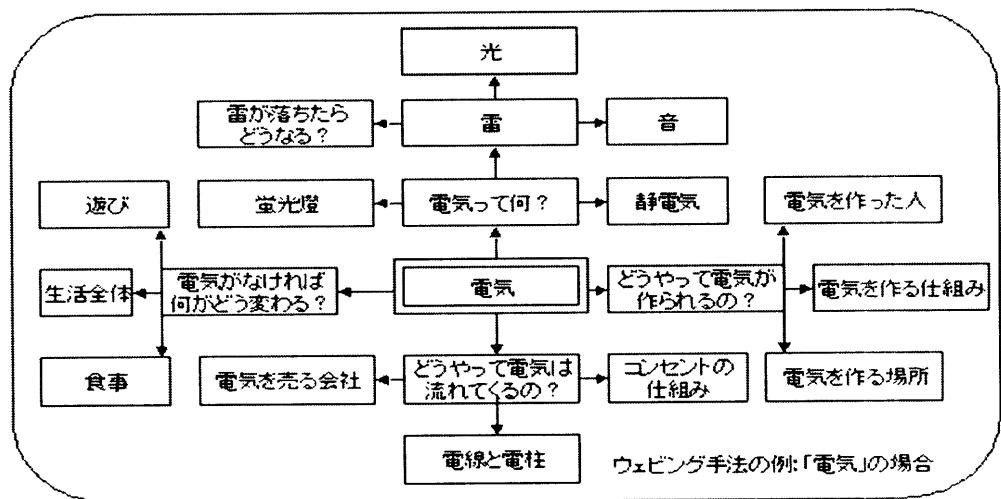 光
雷が落ちたら
どうなる？
雷
音
遊び
蛍光燈
電気って何？
静電気
電気を作った人
生活全体
電気がなければ
何がどう変わる？
電気
どうやって電気が
作られるの？
電気を作る仕組み
食事
電気を売る会社
どうやって電気は
流れてくるの？
コンセントの
仕組み
電気を作る場所
電線と電柱
ウェビング手法の例：「電気」の場合